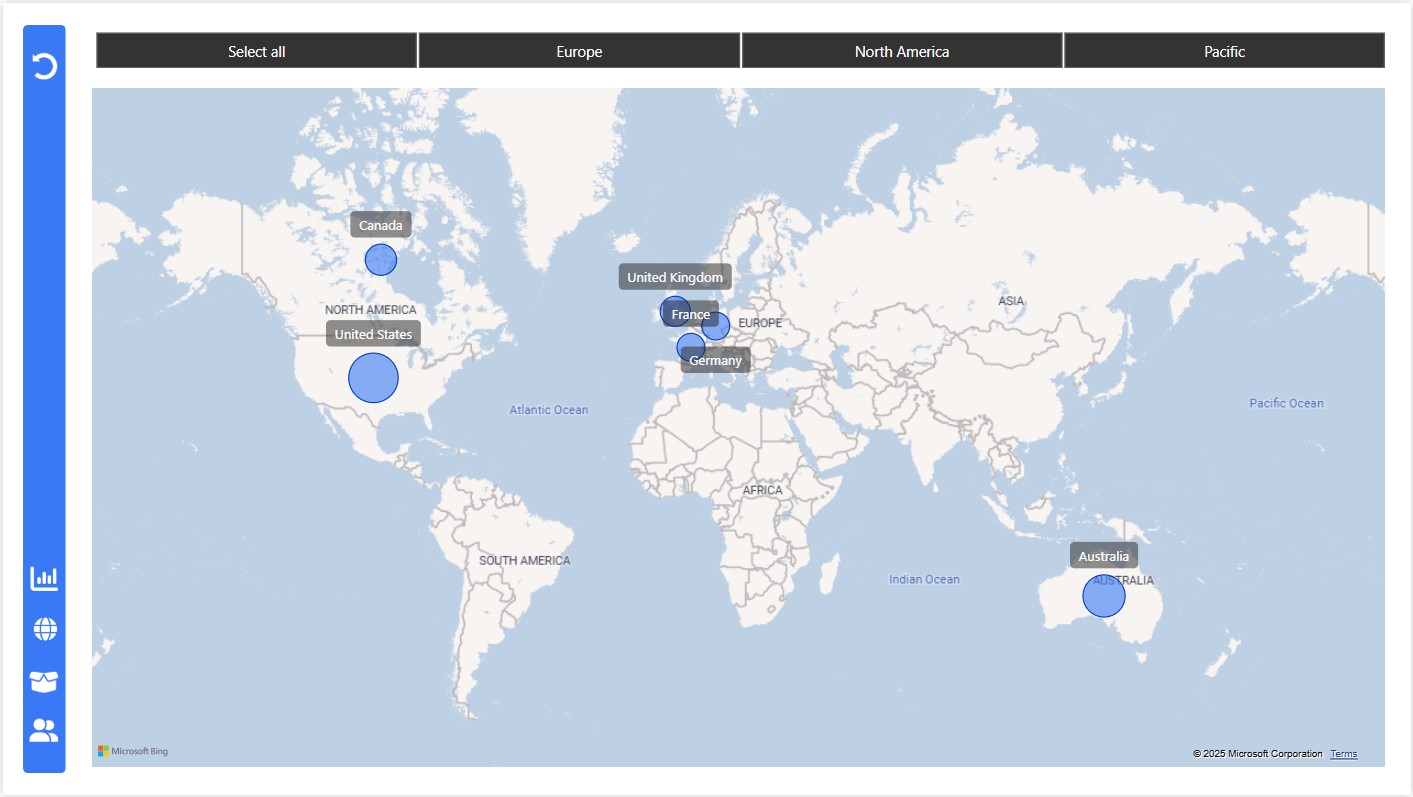 Select all
Europe
North America
Pacific
Canada
United Kingdom
ASIA
NORTH AMERICA
France
EUROPE
United States
Germany
Pacific Ocean
Atlantic Ocean
AFRICA
Australia
SOUTH AMERICA
Indian Ocean
AUSTRALIA
Microsoft Bing
© 2025 Microsoft Corporation Terms